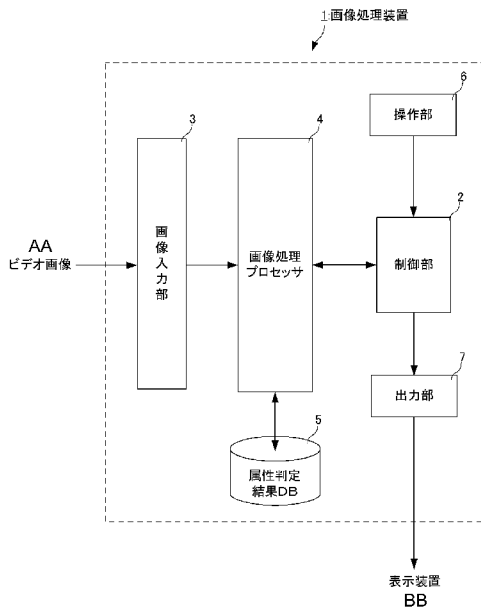 1:画像処理装置
6
操作部
3
画像入力部
4
画像処理
プロセッサ
2
制御部
AA
ビデオ画像
7
出力部
5
属性判定
結果DB
表示装置
BB